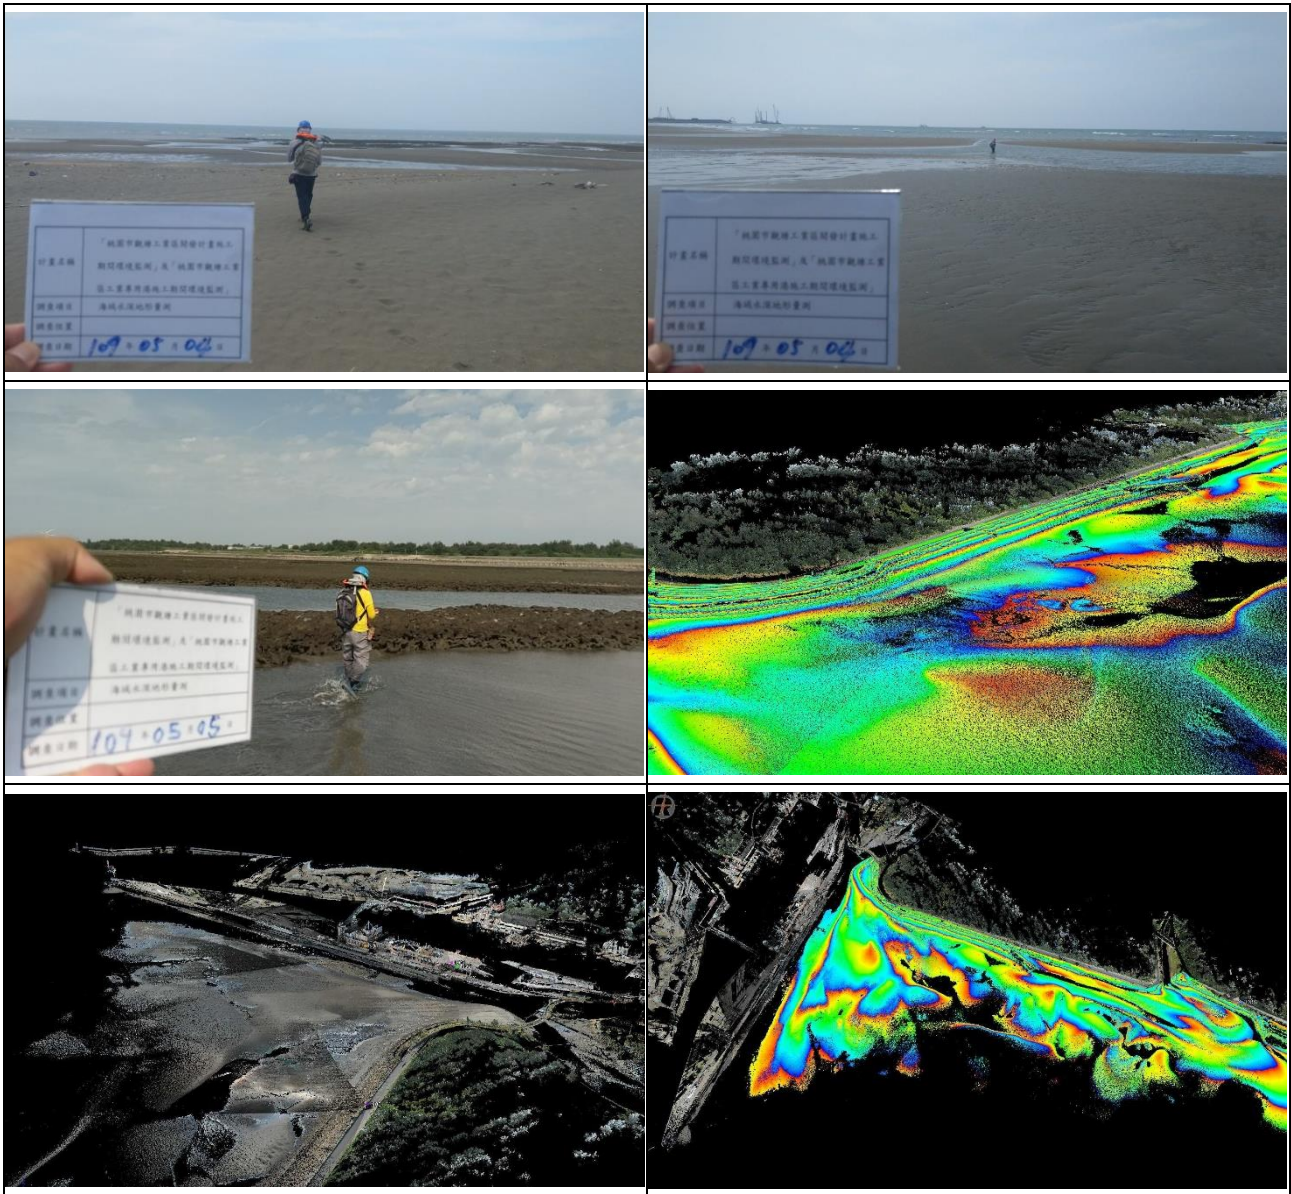 「桃園市觀塘工業區開發計畫施工
計畫名稱
期間環境監測」及「桃園市觀塘工業
區工業專用港施工期間環境監測」
調查項目 海域水深地形量測
調查位置
調查日期 109 年 05 月 04 日
「桃園市觀塘工業區開發計畫施工
計畫名稱
期間環境監測」及「桃園市觀塘工業
區工業專用港施工期間環境監測」
調查項目 海域水深地形量測
調查位置
調查日期 109 年 05 月 04 日
「桃園市觀塘工業區開發計畫施工
計畫名稱
期間環境監測」及「桃園市觀塘工業
區工業專用港施工期間環境監測」
調查項目 海域水深地形量測
調查位置
調查日期 109 年 05 月 05 日